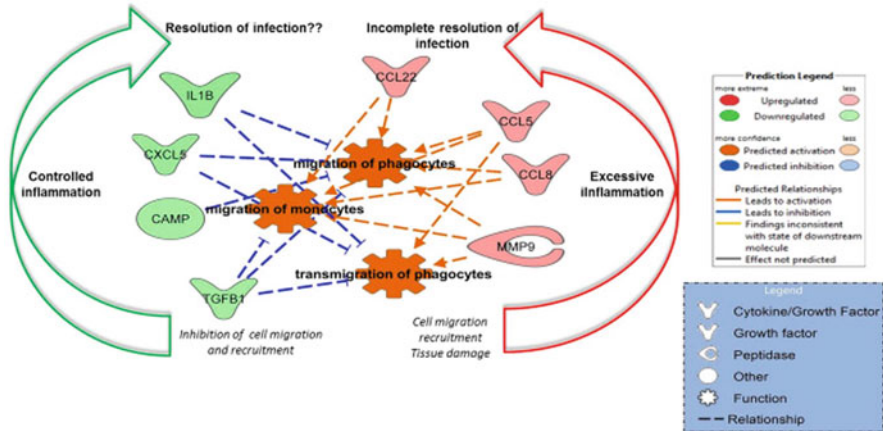 Resolution of infection??
Incomplete resolution of
infection
CCL22
IL1B
CCL5
CXCL5
migration of phagocytes
CCL8
Controlled
inflammation
Excessive
iInflammation
CAMP
migration of monocytes
MMP9
transmigration of phagocytes
TGFB1
Inhibition of cell migration
and recruitment
Cell migration
recruitment
Tissue damage
Prediction Legend
more extreme
less
Upregulated
Downregulated
more confidence
less
Predicted activation
Predicted inhibition
Predicted Relationships
Leads to activation
Leads to inhibition
Findings inconsistent
with state of downstream
molecule
Effect not predicted
Legend
Cytokine/Growth Factor
Growth factor
Peptidase
Other
Function
Relationship